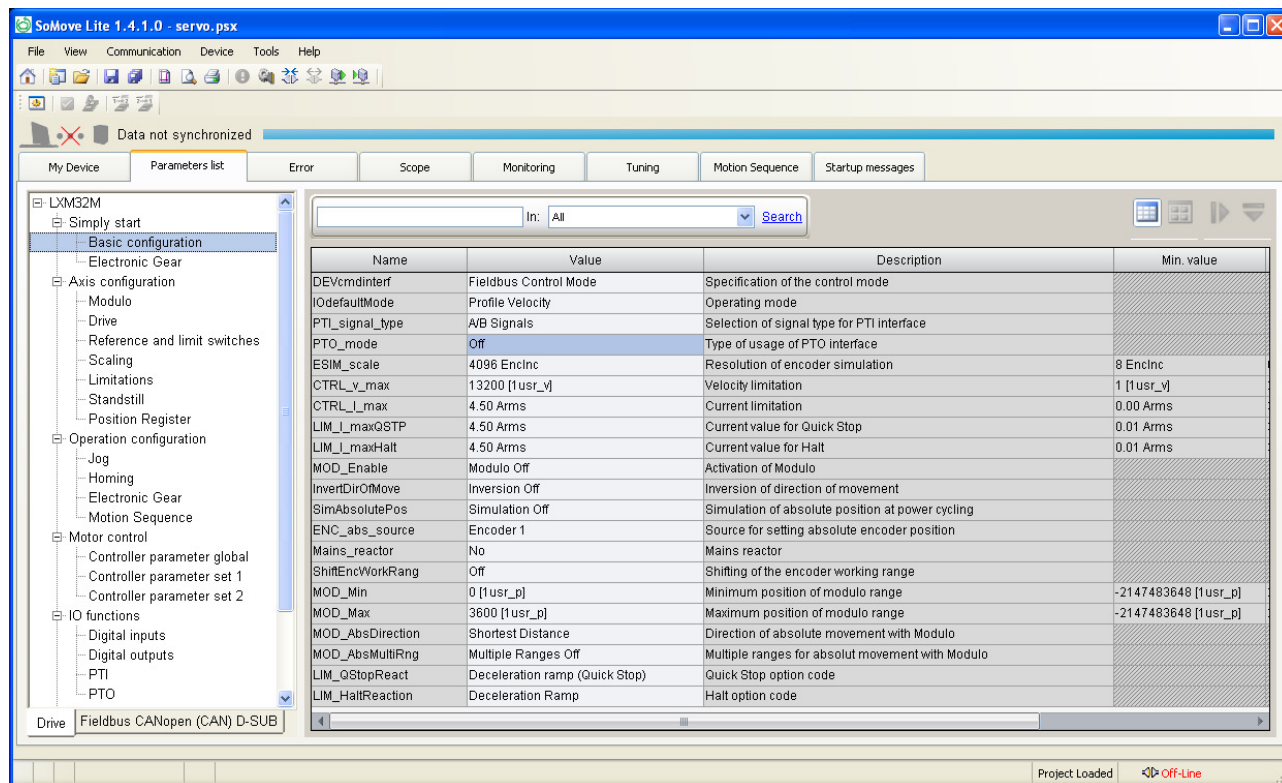 SoMove Lite 1.4.1.0 - servo.psx
File View Communication Device Tools Help
Data not synchronized
My Device Parameters list Error Scope Monitoring Tuning Motion Sequence Startup messages
LXM32M
Simply start
Basic configuration
Electronic Gear
Axis configuration
Modulo
Drive
Reference and limit switches
Scaling
Limitations
Standstill
Position Register
Operation configuration
Jog
Homing
Electronic Gear
Motion Sequence
Motor control
Controller parameter global
Controller parameter set 1
Controller parameter set 2
IO functions
Digital inputs
Digital outputs
PTI
PTO
Drive Fieldbus CANopen (CAN) D-SUB
In: All Search
Name Value Description Min. value
DEVcmdinterf Fieldbus Control Mode Specification of the control mode
IOdefaultMode Profile Velocity Operating mode
PTI_signal_type A/B Signals Selection of signal type for PTI interface
PTO_mode Off Type of usage of PTO interface
ESIM_scale 4096 EncInc Resolution of encoder simulation 8 EncInc
CTRL_v_max 13200 [1usr_v] Velocity limitation 1 [1usr_v]
CTRL_I_max 4.50 Arms Current limitation 0.00 Arms
LIM_I_maxQSTP 4.50 Arms Current value for Quick Stop 0.01 Arms
LIM_I_maxHalt 4.50 Arms Current value for Halt 0.01 Arms
MOD_Enable Modulo Off Activation of Modulo
InvertDirOfMove Inversion Off Inversion of direction of movement
SimAbsolutePos Simulation Off Simulation of absolute position at power cycling
ENC_abs_source Encoder 1 Source for setting absolute encoder position
Mains_reactor No Mains reactor
ShiftEncWorkRang Off Shifting of the encoder working range
MOD_Min 0 [1usr_p] Minimum position of modulo range -2147483648 [1usr_p]
MOD_Max 3600 [1usr_p] Maximum position of modulo range -2147483648 [1usr_p]
MOD_AbsDirection Shortest Distance Direction of absolute movement with Modulo
MOD_AbsMultiRng Multiple Ranges Off Multiple ranges for absolut movement with Modulo
LIM_QStopReact Deceleration ramp (Quick Stop) Quick Stop option code
LIM_HaltReaction Deceleration Ramp Halt option code
Project Loaded Off-Line